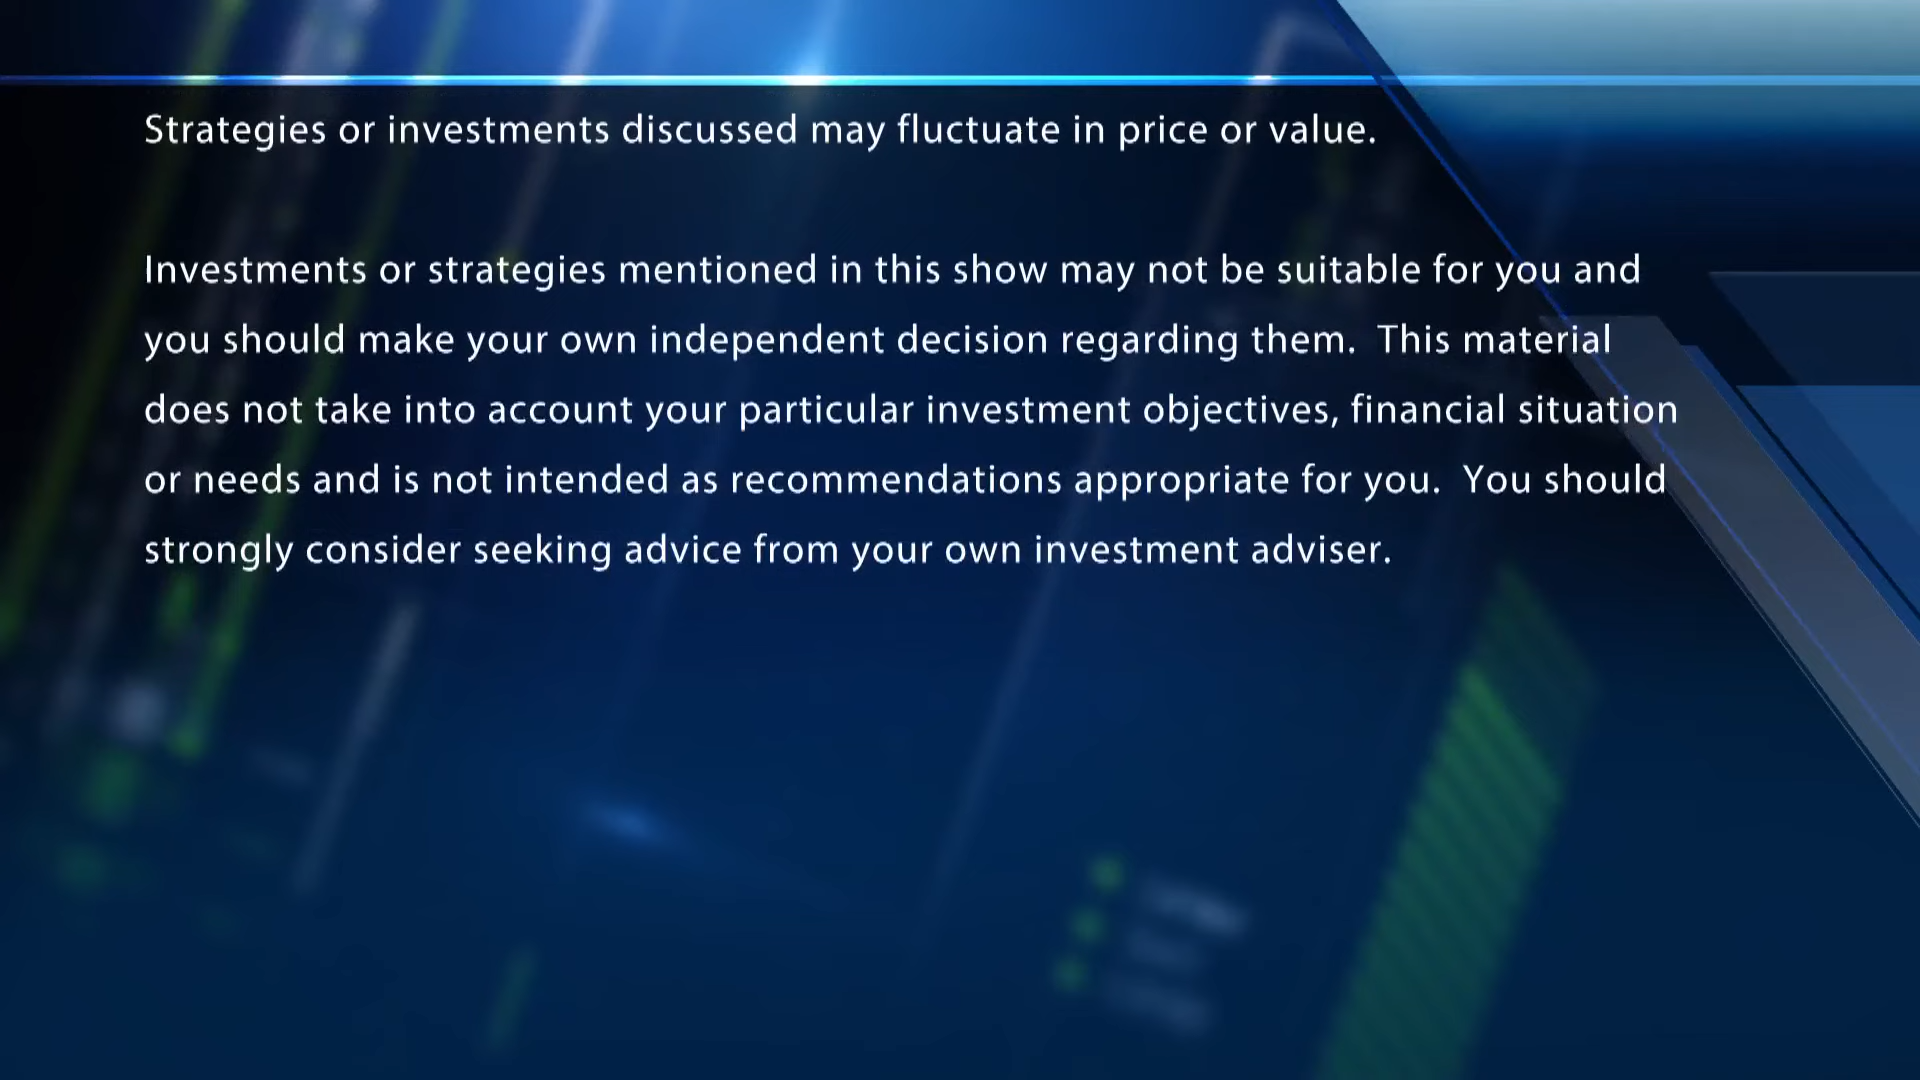 Strategies or investments discussed may fluctuate in price or value.
Investments or strategies mentioned in this show may not be suitable for you and
you should make your own independent decision regarding them.  This material
does not take into account your particular investment objectives, financial situation
or needs and is not intended as recommendations appropriate for you.  You should
strongly consider seeking advice from your own investment adviser.